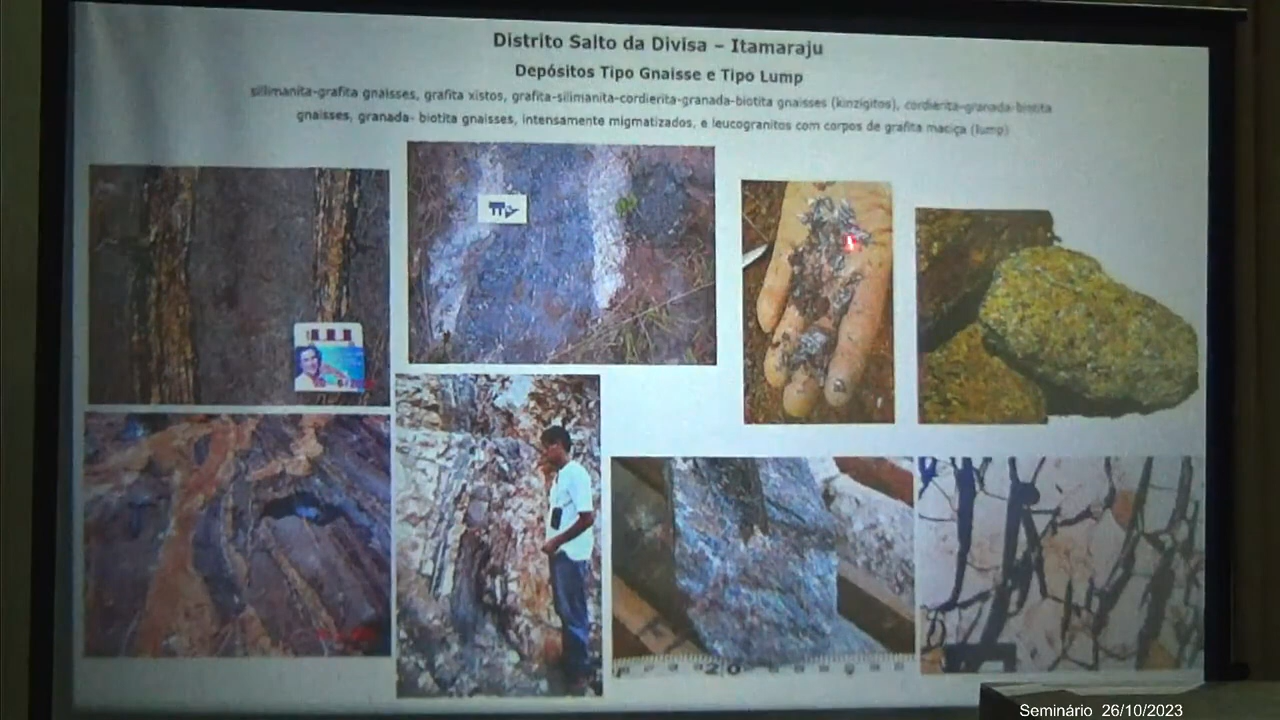 Distrito Salto da Divisa – Itamaraju
Depósitos Tipo Gnaisse e Tipo Lump
silimanita-grafita gnaisses, grafita xistos, grafita-silimanita-cordierita-granada-biotita gnaisses (kinzigitos), cordierita-granada-biotita
gnaisses, granada- biotita gnaisses, intensamente migmatizados, e leucogranitos com corpos de grafita maciça (lump)
Seminário 26/10/2023